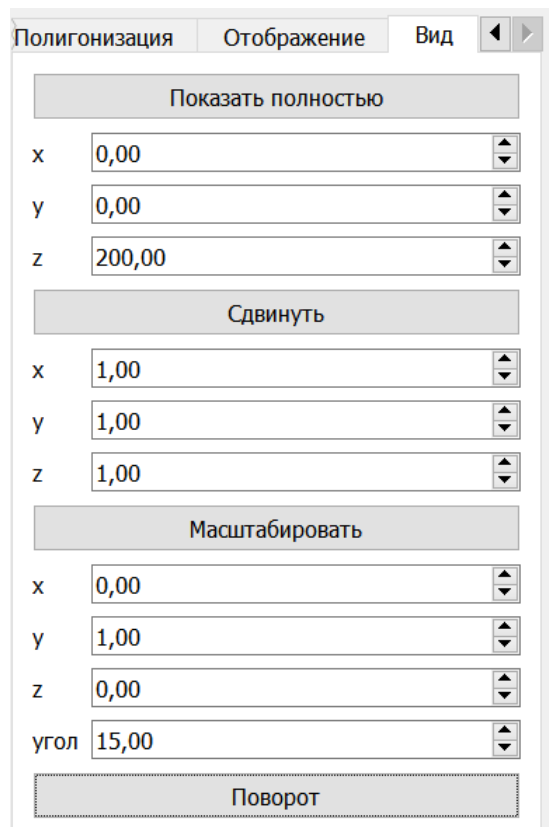 Полигонизация Отображение Вид
Показать полностью
x 0,00
y 0,00
z 200,00
Сдвинуть
x 1,00
y 1,00
z 1,00
Масштабировать
x 0,00
y 1,00
z 0,00
угол 15,00
Поворот